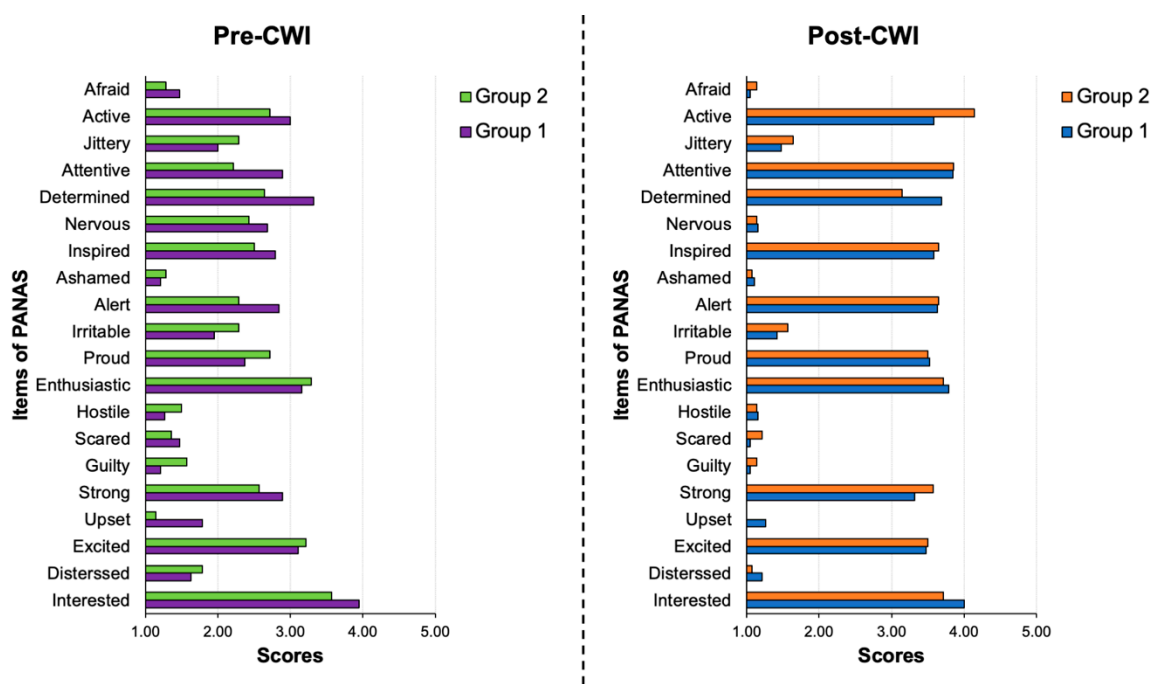 Pre-CWI
Items of PANAS
Afraid
Active
Jittery
Attentive
Determined
Nervous
Inspired
Ashamed
Alert
Irritable
Proud
Enthusiastic
Hostile
Scared
Guilty
Strong
Upset
Excited
Disterssed
Interested
1.00 2.00 3.00 4.00 5.00
Scores
Group 2
Group 1
Post-CWI
Items of PANAS
Afraid
Active
Jittery
Attentive
Determined
Nervous
Inspired
Ashamed
Alert
Irritable
Proud
Enthusiastic
Hostile
Scared
Guilty
Strong
Upset
Excited
Disterssed
Interested
1.00 2.00 3.00 4.00 5.00
Scores
Group 2
Group 1